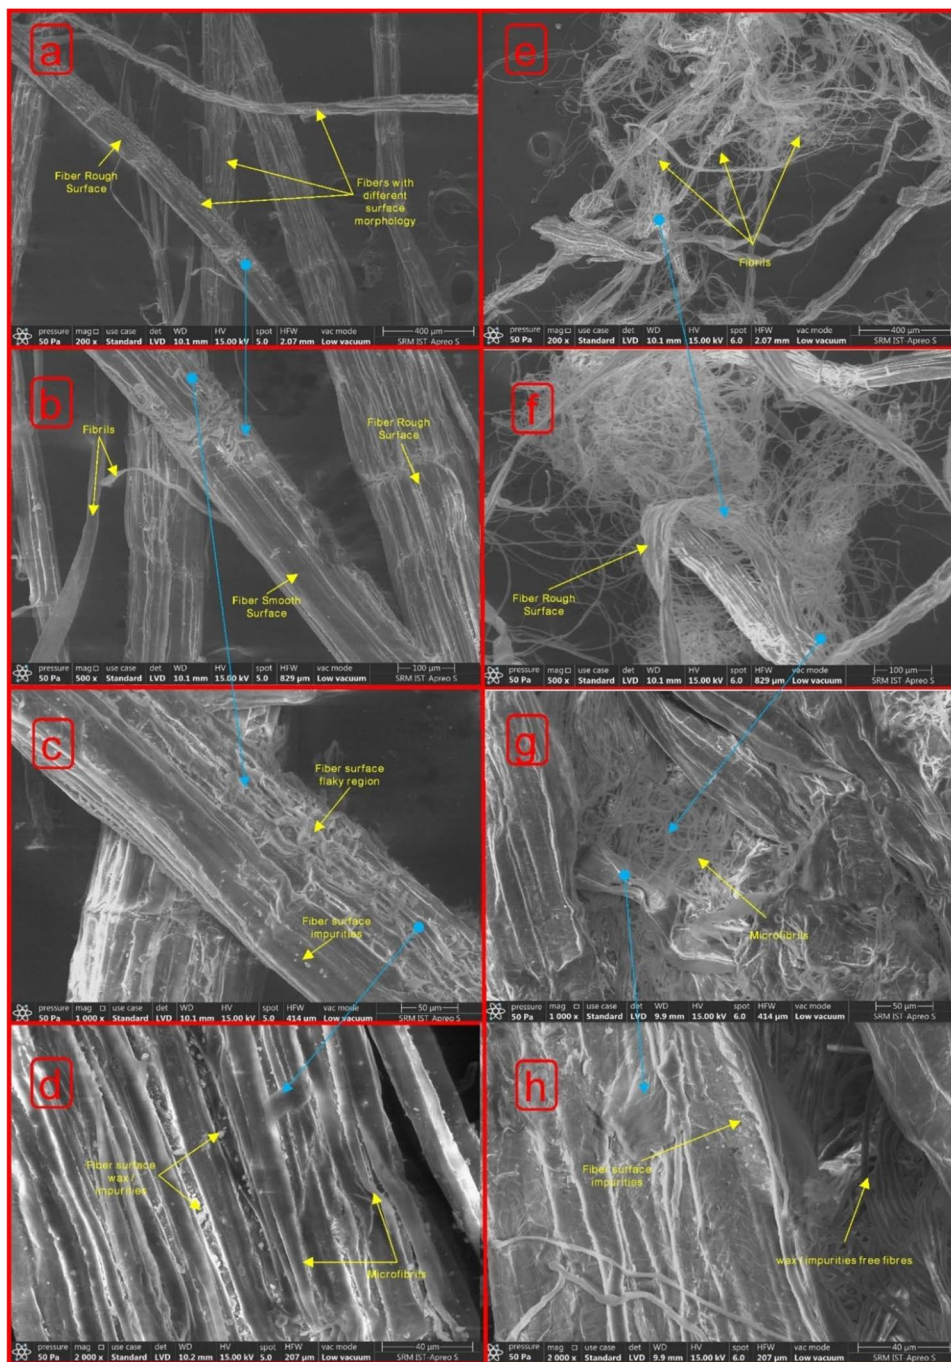 a
Fiber Rough
Surface
Fibers with
different
surface
morphology
pressure mag use case det WD HV spot HFW vac mode 400 µm
50 Pa 200 x Standard LVD 10.1 mm 15.00 kV 5.0 2.07 mm Low vacuum SRM IST-Apreo S
e
Fibrils
pressure mag use case det WD HV spot HFW vac mode 400 µm
50 Pa 200 x Standard LVD 10.1 mm 15.00 kV 6.0 2.07 mm Low vacuum SRM IST-Apreo S
b
Fibrils
Fiber Rough
Surface
Fiber Smooth
Surface
pressure mag use case det WD HV spot HFW vac mode 100 µm
50 Pa 500 x Standard LVD 10.1 mm 15.00 kV 5.0 829 µm Low vacuum SRM IST-Apreo S
f
Fiber Rough
Surface
pressure mag use case det WD HV spot HFW vac mode 100 µm
50 Pa 500 x Standard LVD 10.1 mm 15.00 kV 6.0 829 µm Low vacuum SRM IST-Apreo S
c
Fiber surface
flaky region
Fiber surface
impurities
pressure mag use case det WD HV spot HFW vac mode 50 µm
50 Pa 1 000 x Standard LVD 10.1 mm 15.00 kV 5.0 414 µm Low vacuum SRM IST-Apreo S
g
Microfibrils
pressure mag use case det WD HV spot HFW vac mode 50 µm
50 Pa 1 000 x Standard LVD 9.9 mm 15.00 kV 6.0 414 µm Low vacuum SRM IST-Apreo S
d
Fiber surface
wax /
impurities
Microfibrils
pressure mag use case det WD HV spot HFW vac mode 40 µm
50 Pa 2 000 x Standard LVD 10.2 mm 15.00 kV 5.0 207 µm Low vacuum SRM IST-Apreo S
h
Fiber surface
impurities
wax / impurities free fibres
pressure mag use case det WD HV spot HFW vac mode 40 µm
50 Pa 2 000 x Standard LVD 9.9 mm 15.00 kV 6.0 207 µm Low vacuum SRM IST-Apreo S